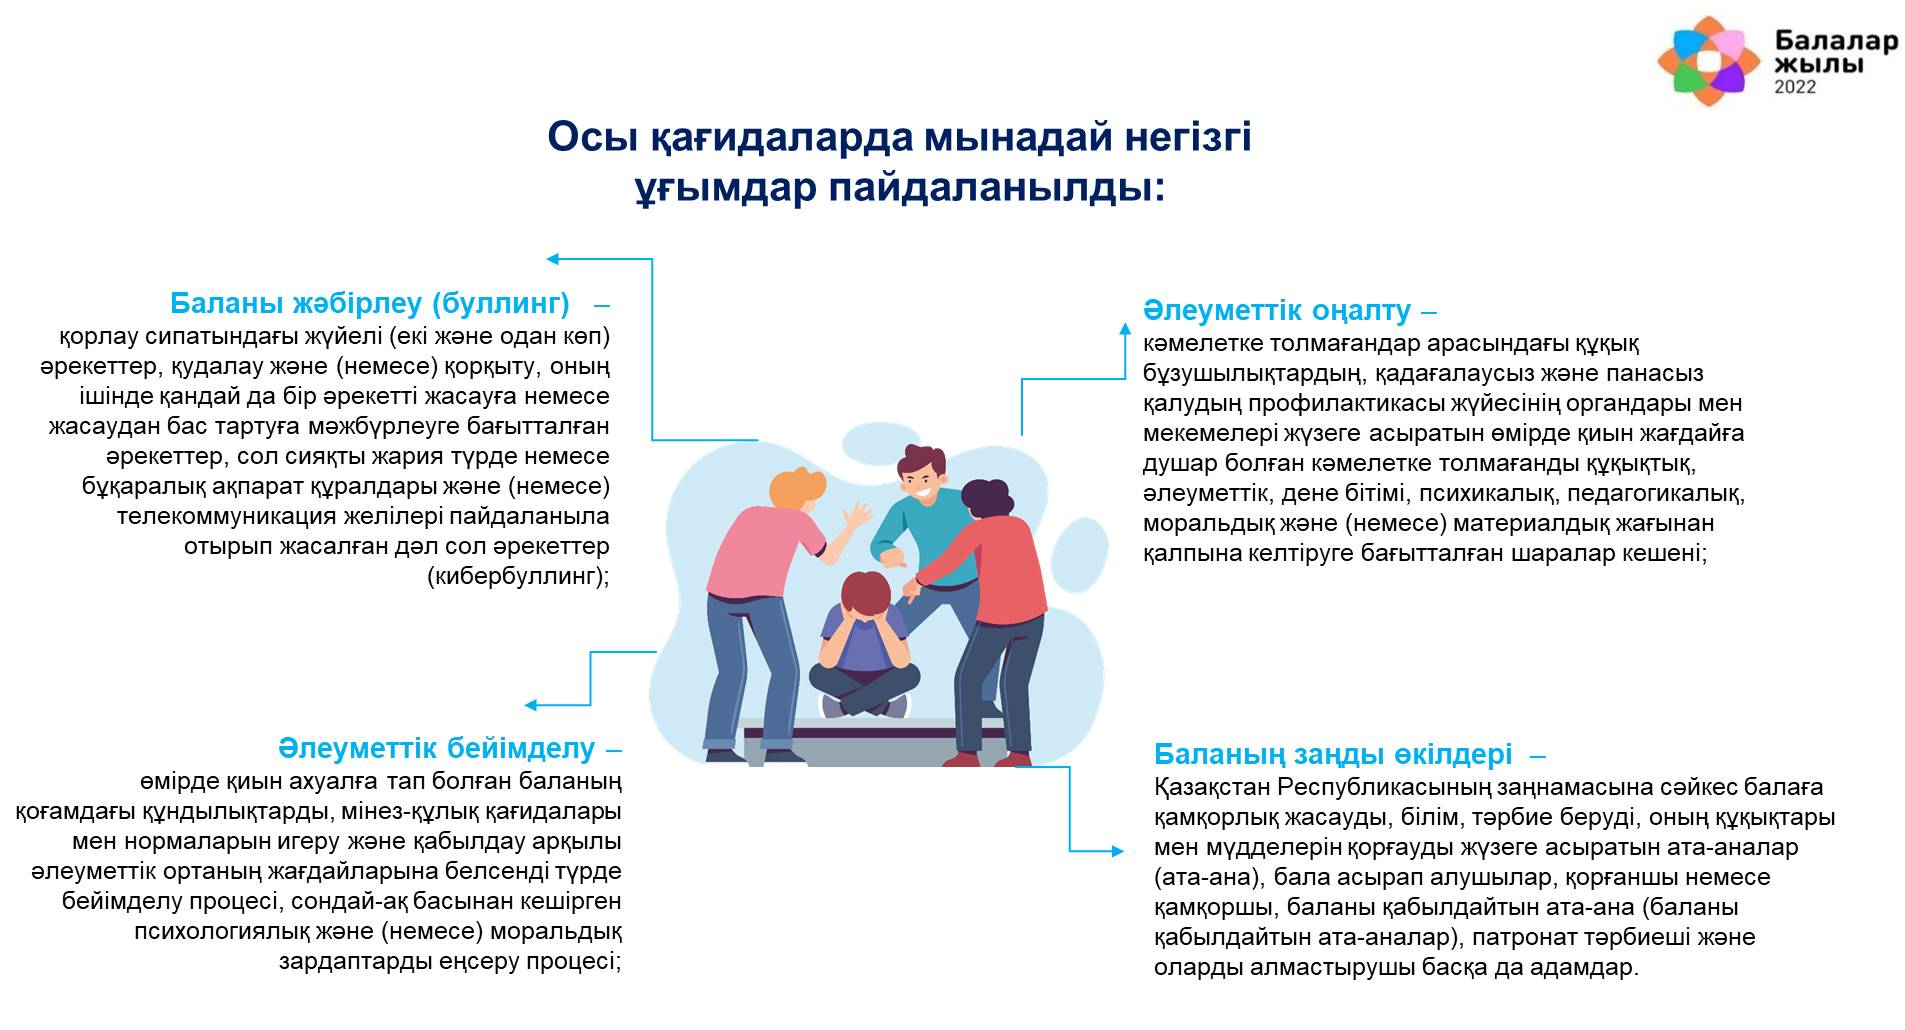 Балалар
жылы
2022
Осы қағидаларда мынадай негізгі
ұғымдар пайдаланылды:
Баланы жәбірлеу (буллинг) –
қорлау сипатындағы жүйелі (екі және одан көп)
әрекеттер, қудалау және (немесе) қорқыту, оның
ішінде қандай да бір әрекетті жасауға немесе
жасаудан бас тартуға мәжбүрлеуге бағытталған
әрекеттер, сол сияқты жария түрде немесе
бұқаралық ақпарат құралдары және (немесе)
телекоммуникация желілері пайдаланыла
отырып жасалған дәл сол әрекеттер
(кибербуллинг);
Әлеуметтік оңалту –
кәмелетке толмағандар арасындағы құқық
бұзушылықтардың, қадағалаусыз және панасыз
қалудың профилактикасы жүйесінің органдары мен
мекемелері жүзеге асыратын өмірде қиын жағдайға
душар болған кәмелетке толмағанды құқықтық,
әлеуметтік, дене бітімі, психикалық, педагогикалық,
моральдық және (немесе) материалдық жағынан
қалпына келтіруге бағытталған шаралар кешені;
Әлеуметтік бейімделу –
өмірде қиын ахуалға тап болған баланың
қоғамдағы құндылықтарды, мінез-құлық қағидалары
мен нормаларын игеру және қабылдау арқылы
әлеуметтік ортаның жағдайларына белсенді түрде
бейімделу процесі, сондай-ақ басынан кешірген
психологиялық және (немесе) моральдық
зардаптарды еңсеру процесі;
Баланың заңды өкілдері –
Қазақстан Республикасының заңнамасына сәйкес балаға
қамқорлық жасауды, білім, тәрбие беруді, оның құқықтары
мен мүдделерін қорғауды жүзеге асыратын ата-аналар
(ата-ана), бала асырап алушылар, қорғаншы немесе
қамқоршы, баланы қабылдайтын ата-ана (баланы
қабылдайтын ата-аналар), патронат тәрбиеші және
оларды алмастырушы басқа да адамдар.